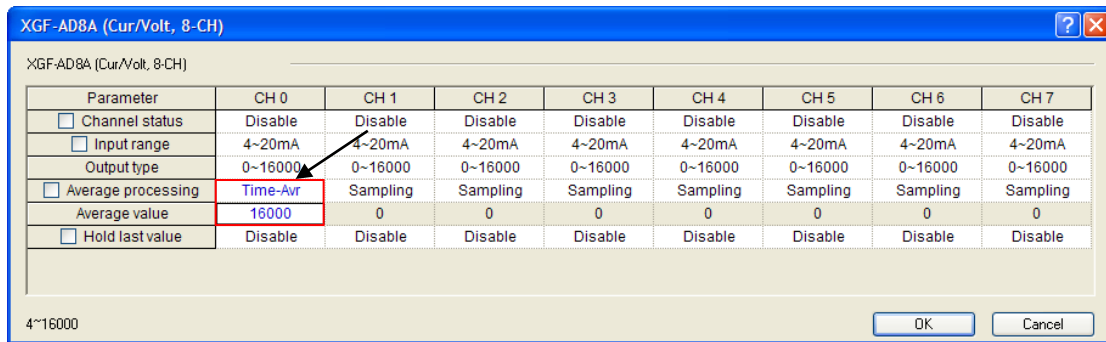 XGF-AD8A (Cur/Volt, 8-CH)
XGF-AD8A (Cur/Volt, 8-CH)
Parameter CH 0 CH 1 CH 2 CH 3 CH 4 CH 5 CH 6 CH 7
Channel status Disable Disable Disable Disable Disable Disable Disable Disable
Input range 4~20mA 4~20mA 4~20mA 4~20mA 4~20mA 4~20mA 4~20mA 4~20mA
Output type 0~16000 0~16000 0~16000 0~16000 0~16000 0~16000 0~16000 0~16000
Average processing Time-Avr Sampling Sampling Sampling Sampling Sampling Sampling Sampling
Average value 16000 0 0 0 0 0 0 0
Hold last value Disable Disable Disable Disable Disable Disable Disable Disable
4~16000 OK Cancel